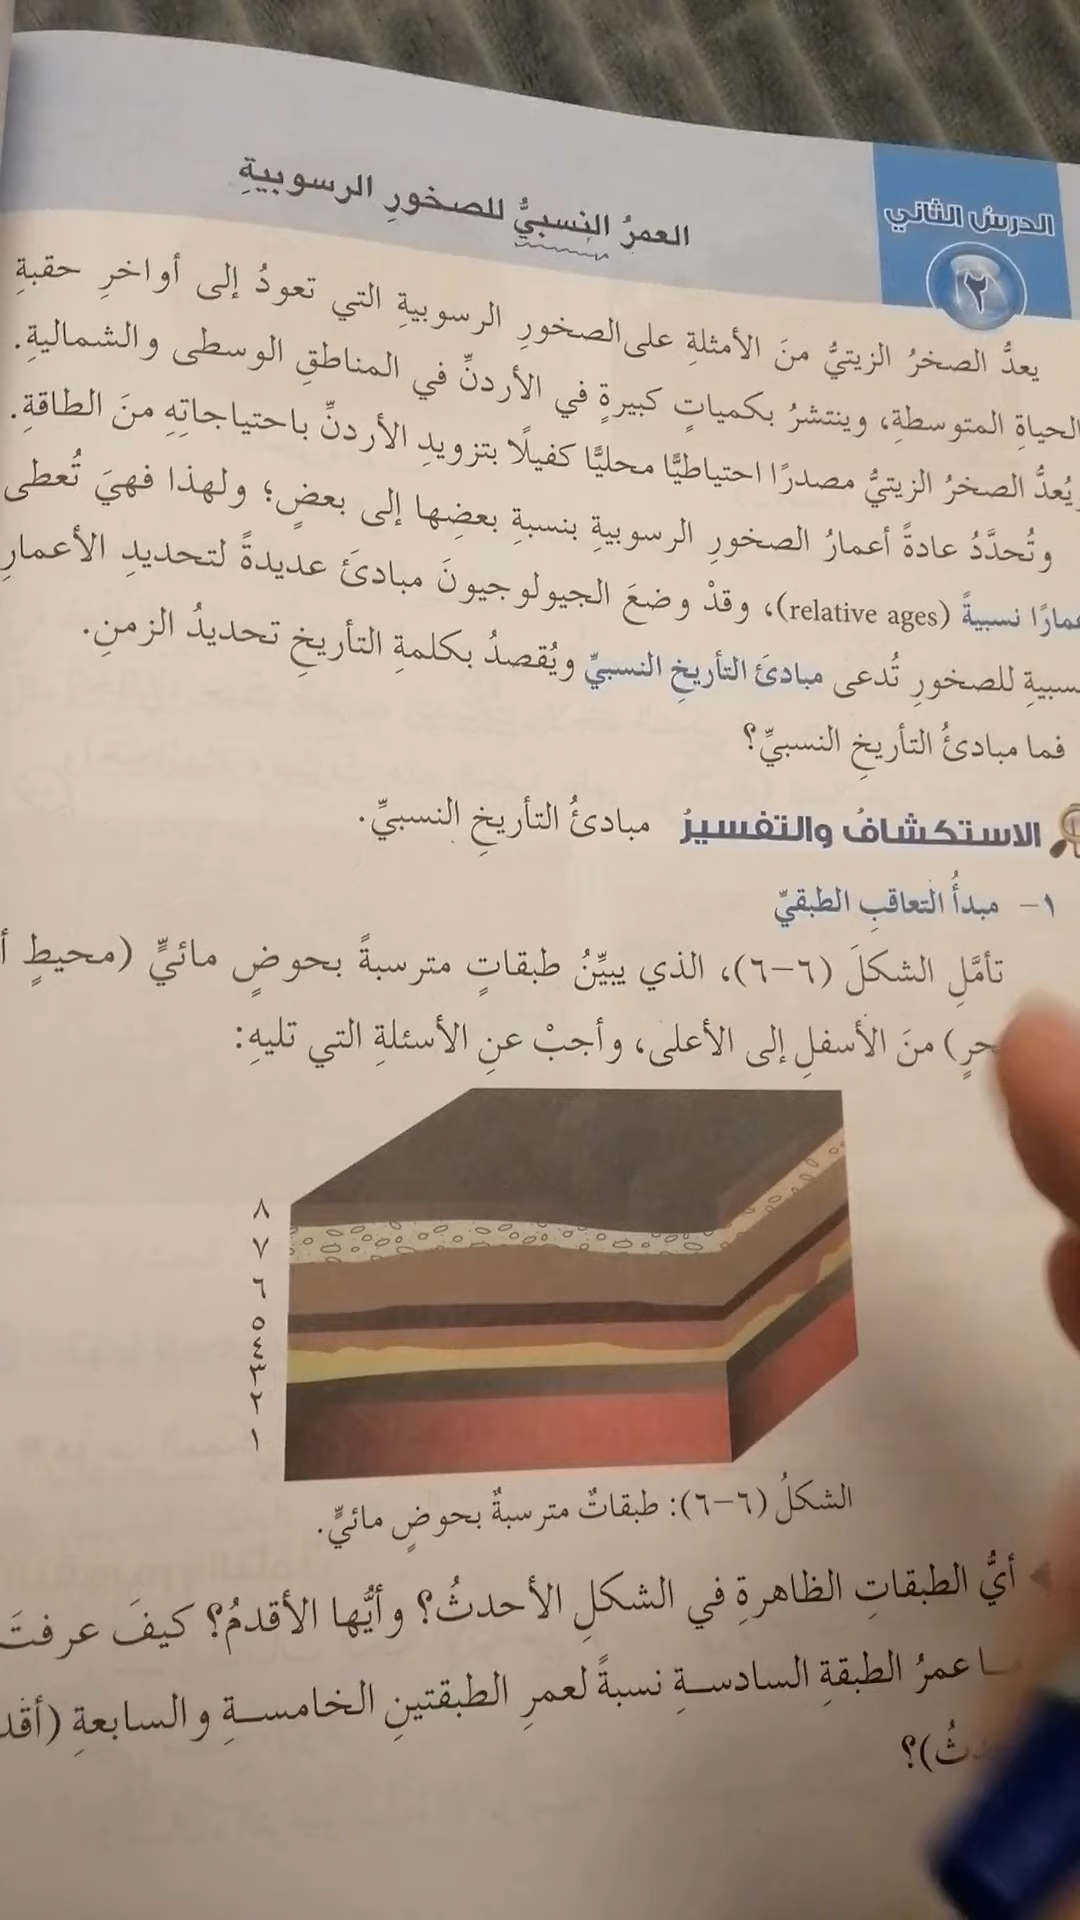 الدرسُ الثاني
٢
العمرُ النسبيُّ للصخورِ الرسوبيةِ
يعدُّ الصخرُ الزيتيُّ منَ الأمثلةِ على الصخورِ الرسوبيةِ التي تعودُ إلى أواخرِ حقبةِ
الحياةِ المتوسطةِ، وينتشرُ بكمياتٍ كبيرةٍ في الأردنِّ في المناطقِ الوسطى والشماليةِ.
ويُعدُّ الصخرُ الزيتيُّ مصدرًا احتياطيًّا محليًّا كفيلًا بتزويدِ الأردنِّ باحتياجاتِهِ منَ الطاقةِ.
وتُحدَّدُ عادةً أعمارُ الصخورِ الرسوبيةِ بنسبةِ بعضِها إلى بعضٍ؛ ولهذا فهيَ تُعطى
نسبيةً (relative ages)، وقدْ وضعَ الجيولوجيونَ مبادئَ عديدةً لتحديدِ الأعمارِ
للصخورِ تُدعى مبادئَ التأريخِ النسبيِّ ويُقصدُ بكلمةِ التأريخِ تحديدُ الزمنِ.
فما مبادئُ التأريخِ النسبيِّ؟
الاستكشافُ والتفسيرُ مبادئُ التأريخِ النسبيِّ.
١- مبدأُ التعاقبِ الطبقيِّ
تأمَّلِ الشكلَ (٦-٦)، الذي يبيِّنُ طبقاتٍ مترسبةً بحوضٍ مائيٍّ (محيطٍ
منَ الأسفلِ إلى الأعلى، وأجبْ عنِ الأسئلةِ التي تليهِ:
٨
٧
٦
٥
٤
٣
٢
١
الشكلُ (٦-٦): طبقاتٌ مترسبةٌ بحوضٍ مائيٍّ.
أيُّ الطبقاتِ الظاهرةِ في الشكلِ الأحدثُ؟ وأيُّها الأقدمُ؟ كيفَ عرفتَ
عمرُ الطبقةِ السادسةِ نسبةً لعمرِ الطبقتينِ الخامسةِ والسابعةِ